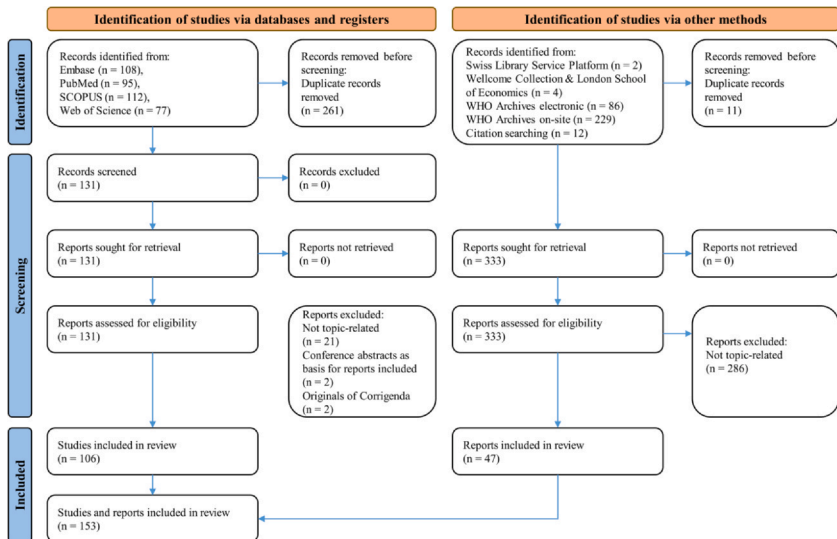 Identification of studies via databases and registers
Identification of studies via other methods
Identification
Records identified from:
Embase (n = 108),
PubMed (n = 95),
SCOPUS (n = 112),
Web of Science (n = 77)
Records removed before
screening:
Duplicate records
removed
(n = 261)
Records identified from:
Swiss Library Service Platform (n = 2)
Wellcome Collection & London School
of Economics (n = 4)
WHO Archives electronic (n = 86)
WHO Archives on-site (n = 229)
Citation searching (n = 12)
Records removed before
screening:
Duplicate records
removed
(n = 11)
Screening
Records screened
(n = 131)
Records excluded
(n = 0)
Reports sought for retrieval
(n = 131)
Reports not retrieved
(n = 0)
Reports sought for retrieval
(n = 333)
Reports not retrieved
(n = 0)
Reports assessed for eligibility
(n = 131)
Reports excluded:
Not topic-related
(n = 21)
Conference abstracts as
basis for reports included
(n = 2)
Originals of Corrigenda
(n = 2)
Reports assessed for eligibility
(n = 333)
Reports excluded:
Not topic-related
(n = 286)
Included
Studies included in review
(n = 106)
Reports included in review
(n = 47)
Studies and reports included in review
(n = 153)